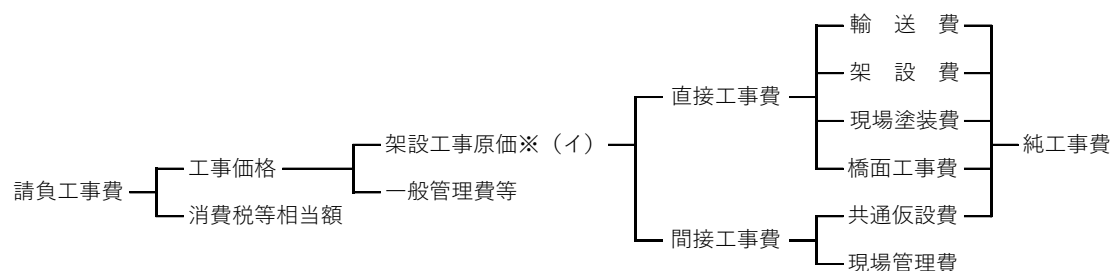 輸　送　費
架　設　費
直接工事費
現場塗装費
架設工事原価※（イ）
純工事費
工事価格
橋面工事費
請負工事費
一般管理費等
消費税等相当額
共通仮設費
間接工事費
現場管理費